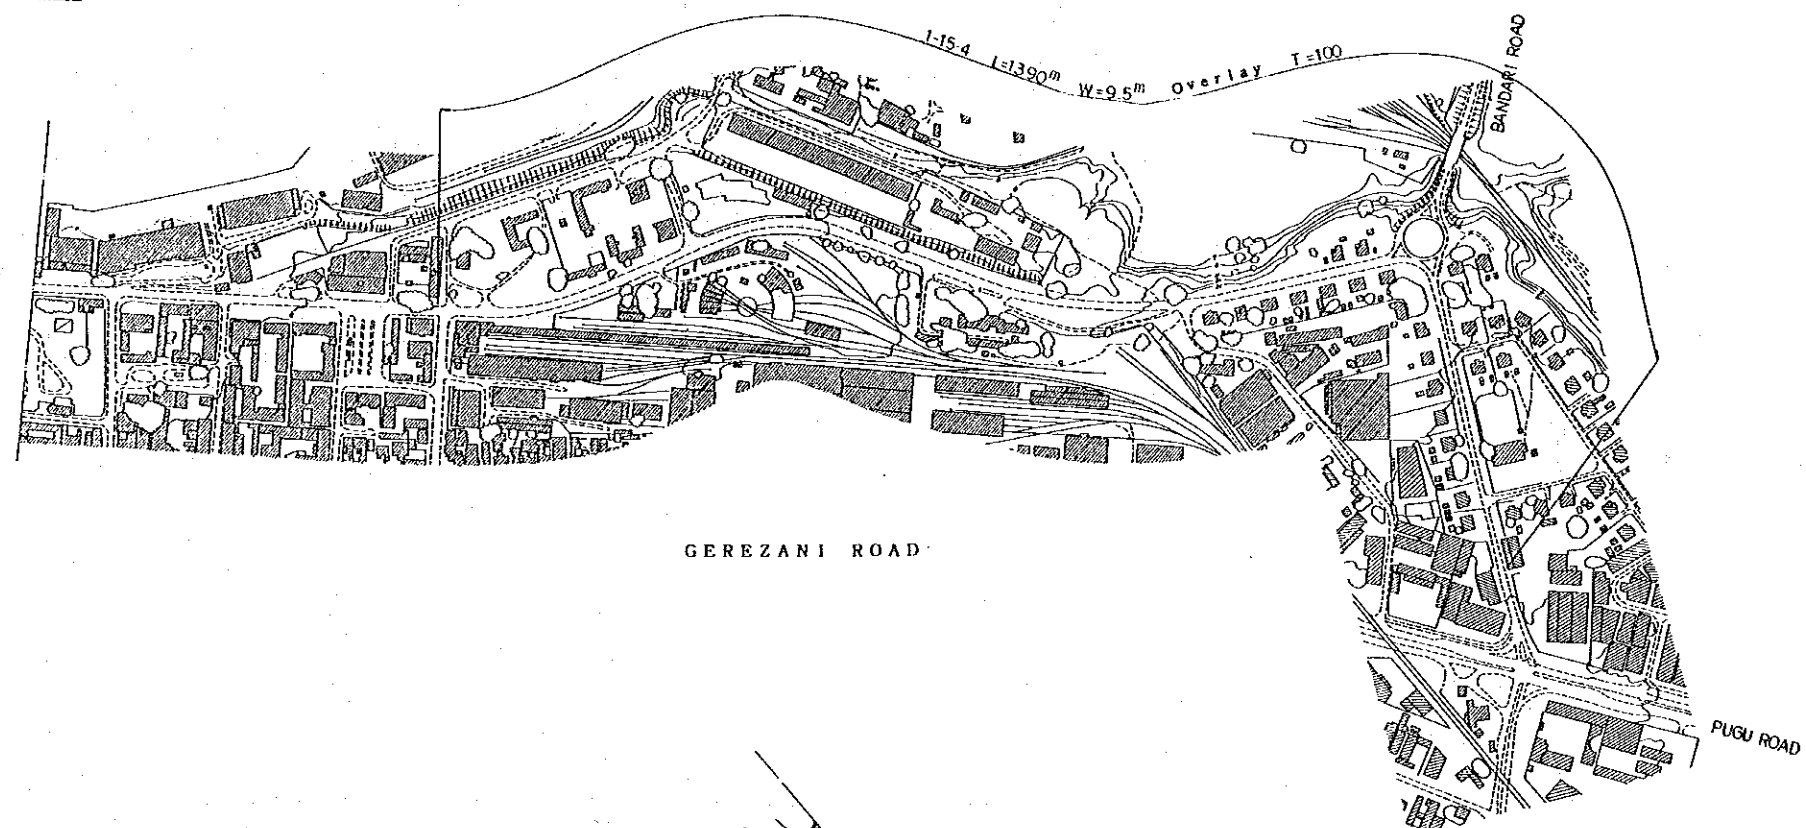 1-15-4 L=1390m W=9.5m Overlay T=100
BANDARI ROAD
GEREZANI ROAD
PUGU ROAD